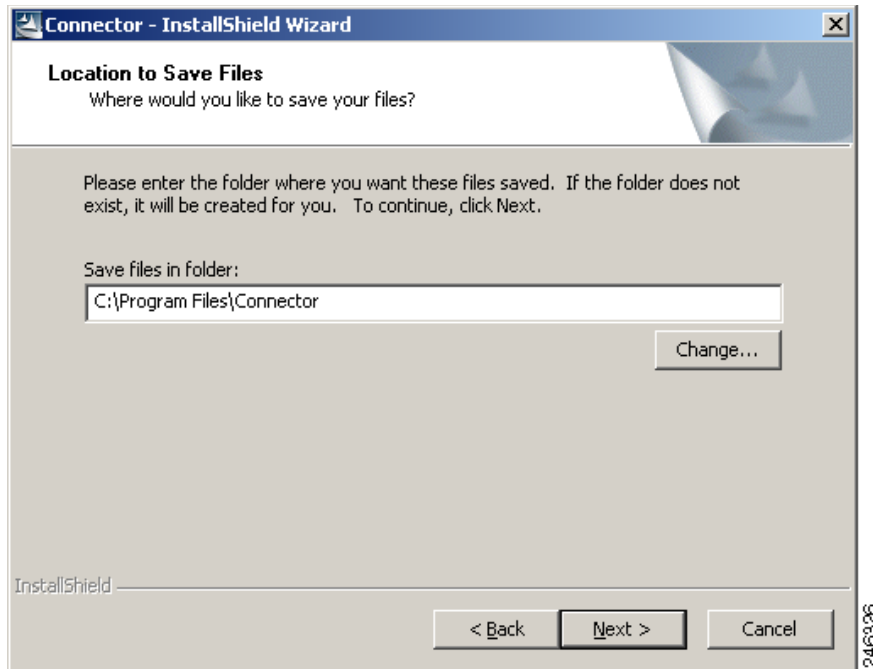 Connector - InstallShield Wizard
Location to Save Files
Where would you like to save your files?
Please enter the folder where you want these files saved. If the folder does not
exist, it will be created for you. To continue, click Next.
Save files in folder:
C:\Program Files\Connector
Change...
InstallShield
< Back
Next >
Cancel
246936